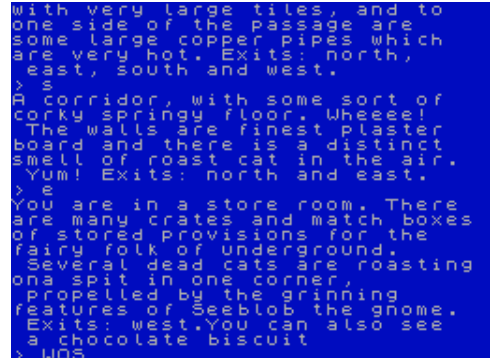 with very large tiles, and to
one side of the passage are
some large copper pipes which
are very hot. Exits: north,
 east, south and west.
> s
A corridor, with some sort of
corky springy floor. Wheeee!
 The walls are finest plaster
board and there is a distinct
smell of roast cat in the air.
 Yum! Exits: north and east.
> e
You are in a store room. There
are many crates and match boxes
of stored provisions for the
fairy folk of underground.
 Several dead cats are roasting
ona spit in one corner,
 propelled by the grinning
features of Seeblob the gnome.
 Exits: west.You can also see
 a chocolate biscuit
> WOS